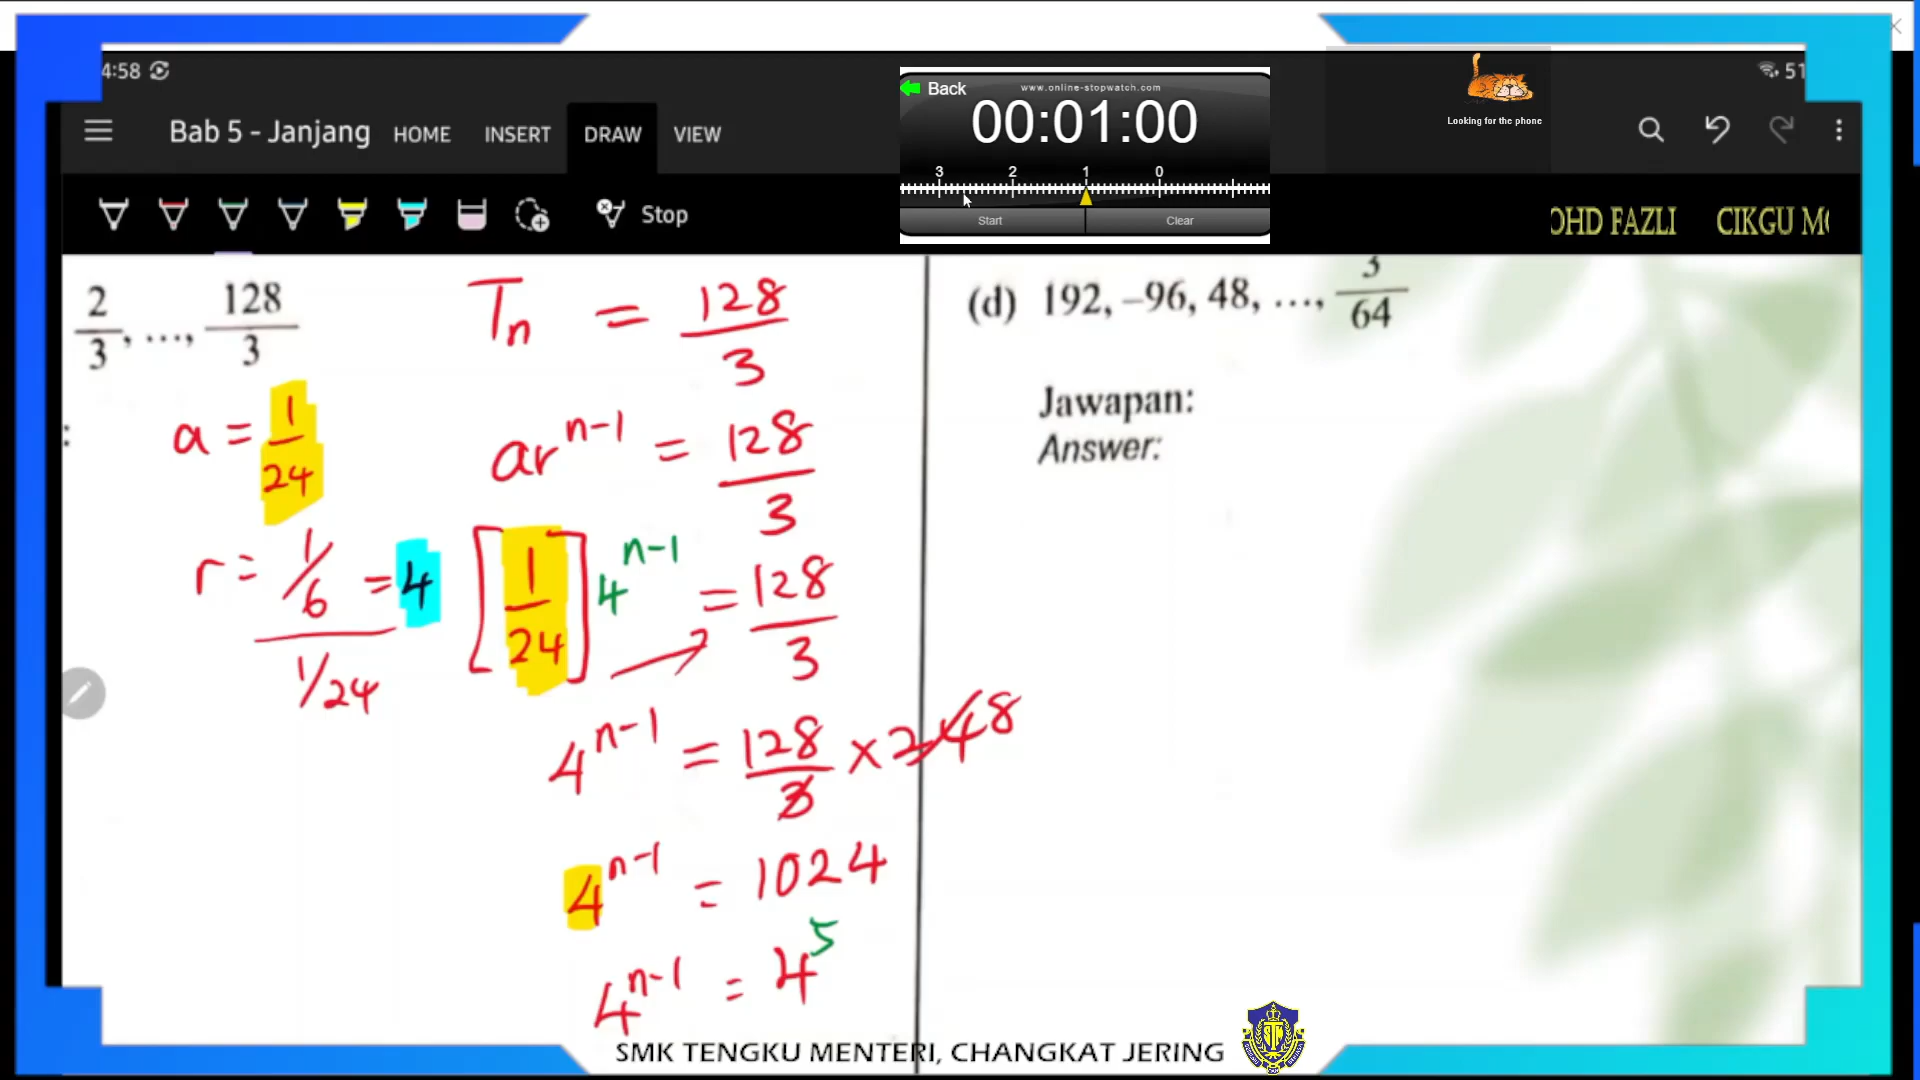 4:58
51
Bab 5 - Janjang HOME INSERT DRAW VIEW
Back
www.online-stopwatch.com
00:01:00
3 2 1 0
Start Clear
Looking for the phone
Stop
OHD FAZLI CIKGU M
2/3, ..., 128/3
Tn = 128/3
a = 1/24
ar^n-1 = 128/3
r = 1/6 / 1/24 = 4
[1/24] 4^n-1 = 128/3
4^n-1 = 128/3 × 24 8
4^n-1 = 1024
4^n-1 = 4^5
(d) 192, –96, 48, ..., 3/64
Jawapan:
Answer:
SMK TENGKU MENTERI, CHANGKAT JERING